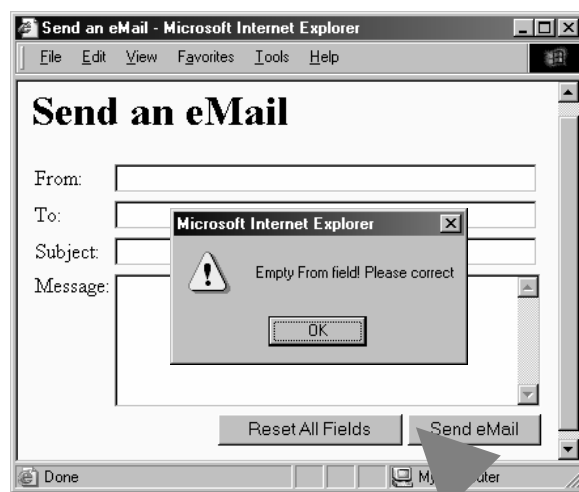 Send an eMail - Microsoft Internet Explorer
File Edit View Favorites Tools Help
Send an eMail
From:
To:
Microsoft Internet Explorer
Subject:
Empty From field! Please correct
Message:
OK
Reset All Fields Send eMail
Done